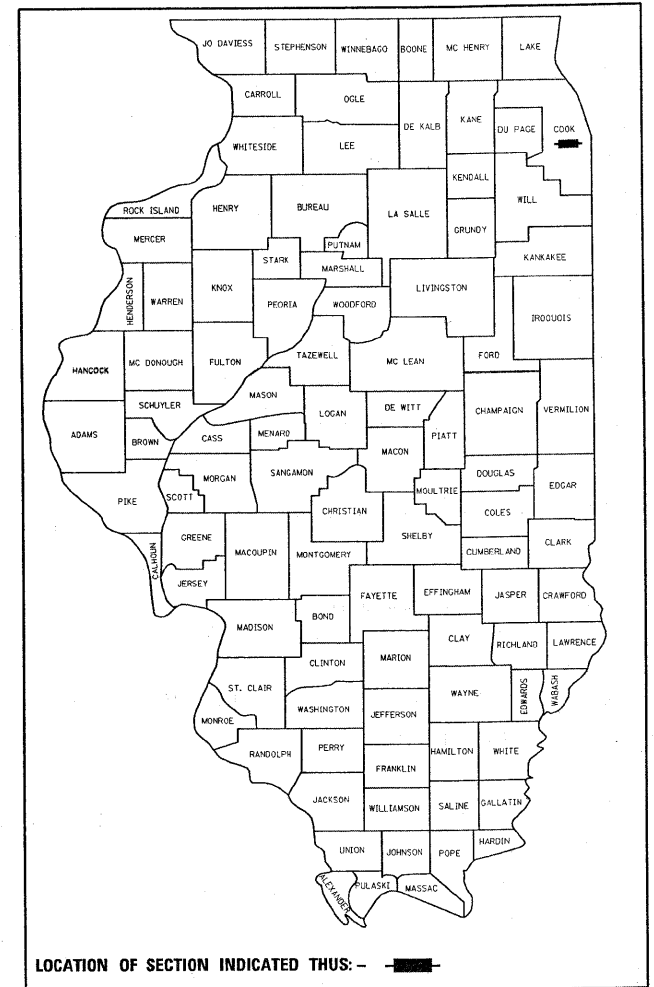 JO DAVIESS
STEPHENSON
WINNEBAGO
BOONE
MC HENRY
LAKE
CARROLL
OGLE
DE KALB
KANE
DU PAGE
COOK
WHITESIDE
LEE
KENDALL
WILL
ROCK ISLAND
HENRY
BUREAU
LA SALLE
GRUNDY
MERCER
PUTNAM
STARK
MARSHALL
KANKAKEE
HENDERSON
WARREN
KNOX
PEORIA
WOODFORD
LIVINGSTON
IROQUOIS
HANCOCK
MC DONOUGH
FULTON
TAZEWELL
MC LEAN
FORD
SCHUYLER
MASON
LOGAN
DE WITT
CHAMPAIGN
VERMILION
ADAMS
BROWN
CASS
MENARD
MACON
PIATT
PIKE
SCOTT
MORGAN
SANGAMON
CHRISTIAN
MOULTRIE
DOUGLAS
EDGAR
COLES
CALHOUN
GREENE
MACOUPIN
MONTGOMERY
SHELBY
CUMBERLAND
CLARK
JERSEY
FAYETTE
EFFINGHAM
JASPER
CRAWFORD
MADISON
BOND
CLAY
RICHLAND
LAWRENCE
CLINTON
MARION
ST. CLAIR
WASHINGTON
JEFFERSON
WAYNE
EDWARDS
WABASH
MONROE
RANDOLPH
PERRY
FRANKLIN
HAMILTON
WHITE
JACKSON
WILLIAMSON
SALINE
GALLATIN
UNION
JOHNSON
POPE
HARDIN
ALEXANDER
PULASKI
MASSAC
LOCATION OF SECTION INDICATED THUS: -